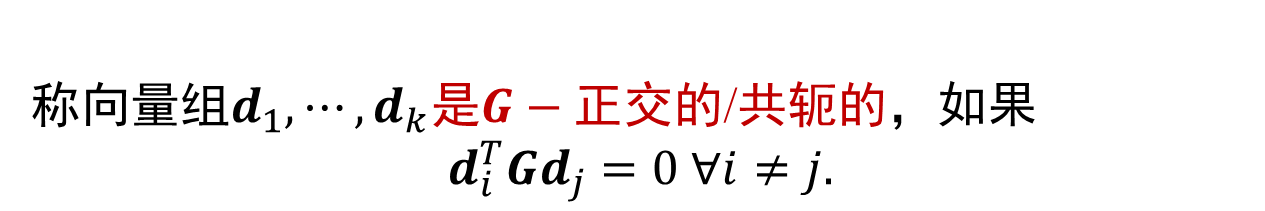 称向量组𝒅₁, ⋯ , 𝒅ₖ是𝑮 − 正交的/共轭的，如果
𝒅ᵢᵀ𝑮𝒅ⱼ = 0 ∀𝑖 ≠ 𝑗.